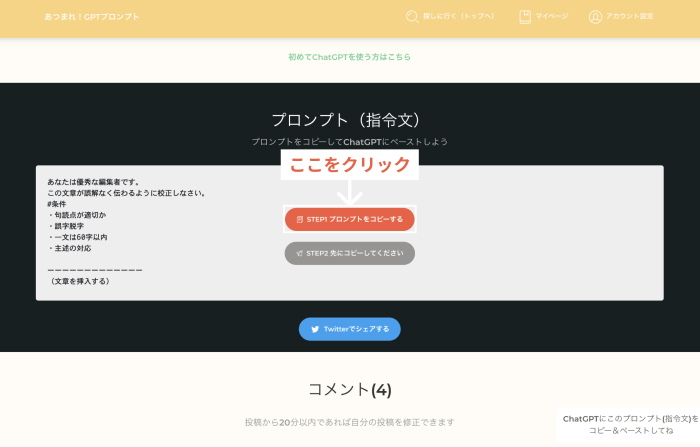 あつまれ！GPTプロンプト
探しに行く（トップへ）
マイページ
アカウント設定
初めてChatGPTを使う方はこちら
プロンプト（指令文）
プロンプトをコピーしてChatGPTにペーストしよう
ここをクリック
あなたは優秀な編集者です。
この文章が誤解なく伝わるように校正しなさい。
#条件
・句読点が適切か
・誤字脱字
・一文は60字以内
・主述の対応
ーーーーーーーーーーーーー
（文章を挿入する）
STEP1 プロンプトをコピーする
STEP2 先にコピーしてください
Twitterでシェアする
コメント(4)
投稿から20分以内であれば自分の投稿を修正できます
ChatGPTにこのプロンプト(指令文)を
コピー＆ペーストしてね